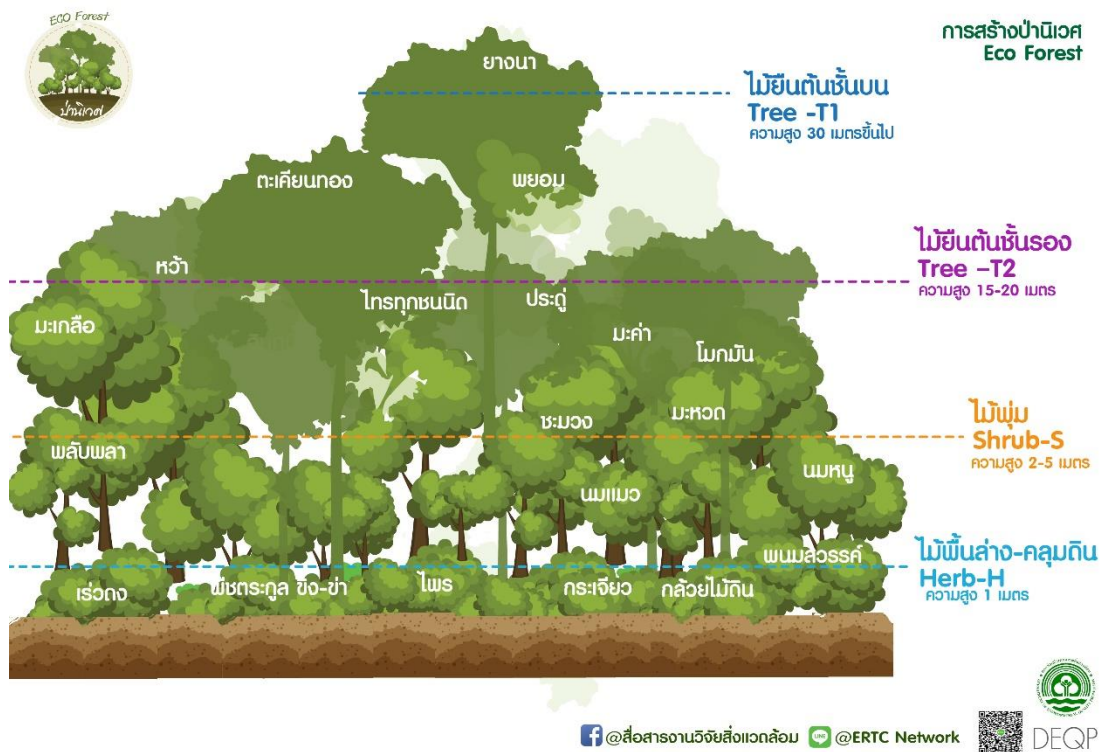 ECO Forest
ป่านิเวศ
การสร้างป่านิเวศ
Eco Forest
ยางนา
ไม้ยืนต้นชั้นบน
Tree -T1
ความสูง 30 เมตรขึ้นไป
ตะเคียนทอง
พยอม
ไม้ยืนต้นชั้นรอง
Tree –T2
ความสูง 15-20 เมตร
หว้า
ไทรทุกชนนิด
ประดู่
มะเกลือ
มะค่า
โมกมัน
ชะมวง
มะหวด
ไม้พุ่ม
Shrub-S
ความสูง 2-5 เมตร
พลับพลา
นมแมว
นมหนู
ไม้พื้นล่าง-คลุมดิน
Herb-H
ความสูง 1 เมตร
พนมสวรรค์
เร่วดง
พืชตระกูล ขิง-ข่า
ไพร
กระเจียว
กล้วยไม้ดิน
@สื่อสารงานวิจัยสิ่งแวดล้อม
LINE
@ERTC Network
DEQP